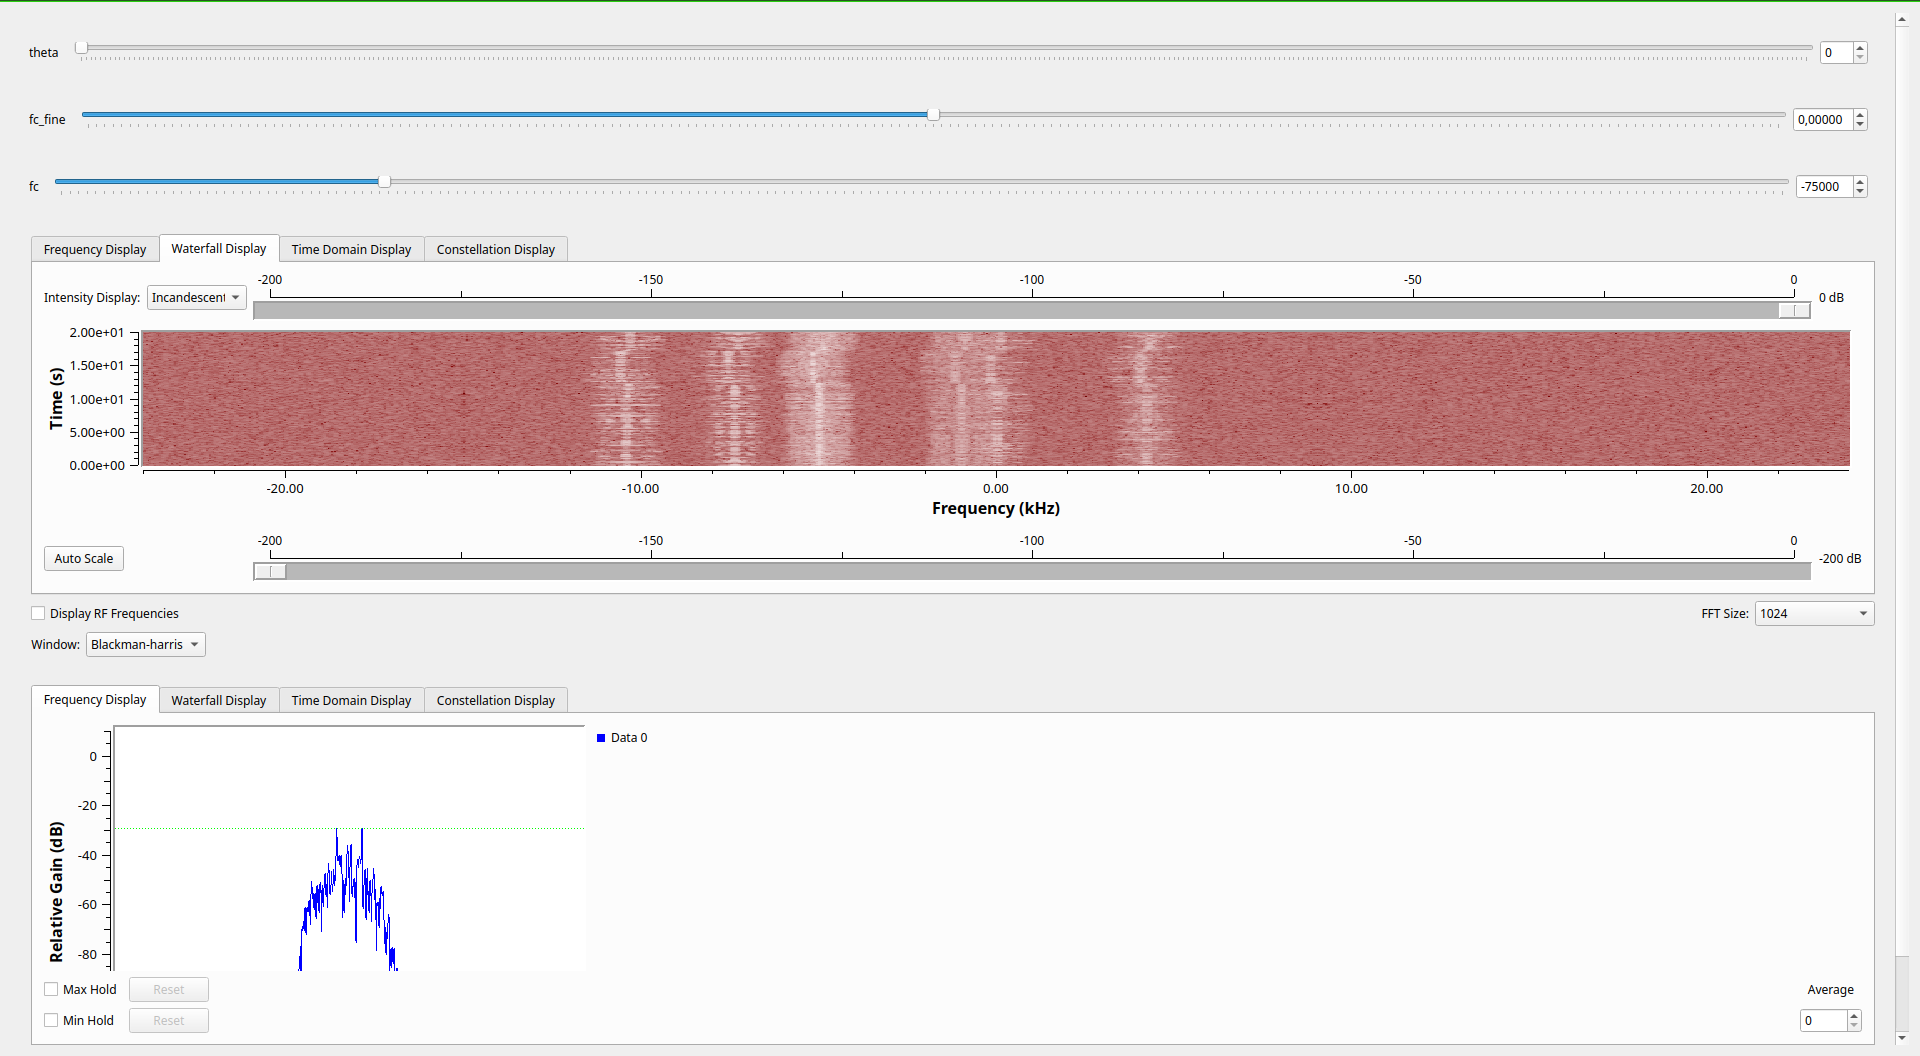 theta
0
fc_fine
0,00000
fc
-75000
Frequency Display Waterfall Display Time Domain Display Constellation Display
-200 -150 -100 -50 0
Intensity Display: Incandescent 0 dB
2.00e+01
1.50e+01
1.00e+01
5.00e+00
0.00e+00
Time (s)
-20.00 -10.00 0.00 10.00 20.00
Frequency (kHz)
-200 -150 -100 -50 0
Auto Scale -200 dB
Display RF Frequencies FFT Size: 1024
Window: Blackman-harris
Frequency Display Waterfall Display Time Domain Display Constellation Display
Data 0
0
-20
-40
-60
-80
Relative Gain (dB)
Max Hold Reset Average
Min Hold Reset 0